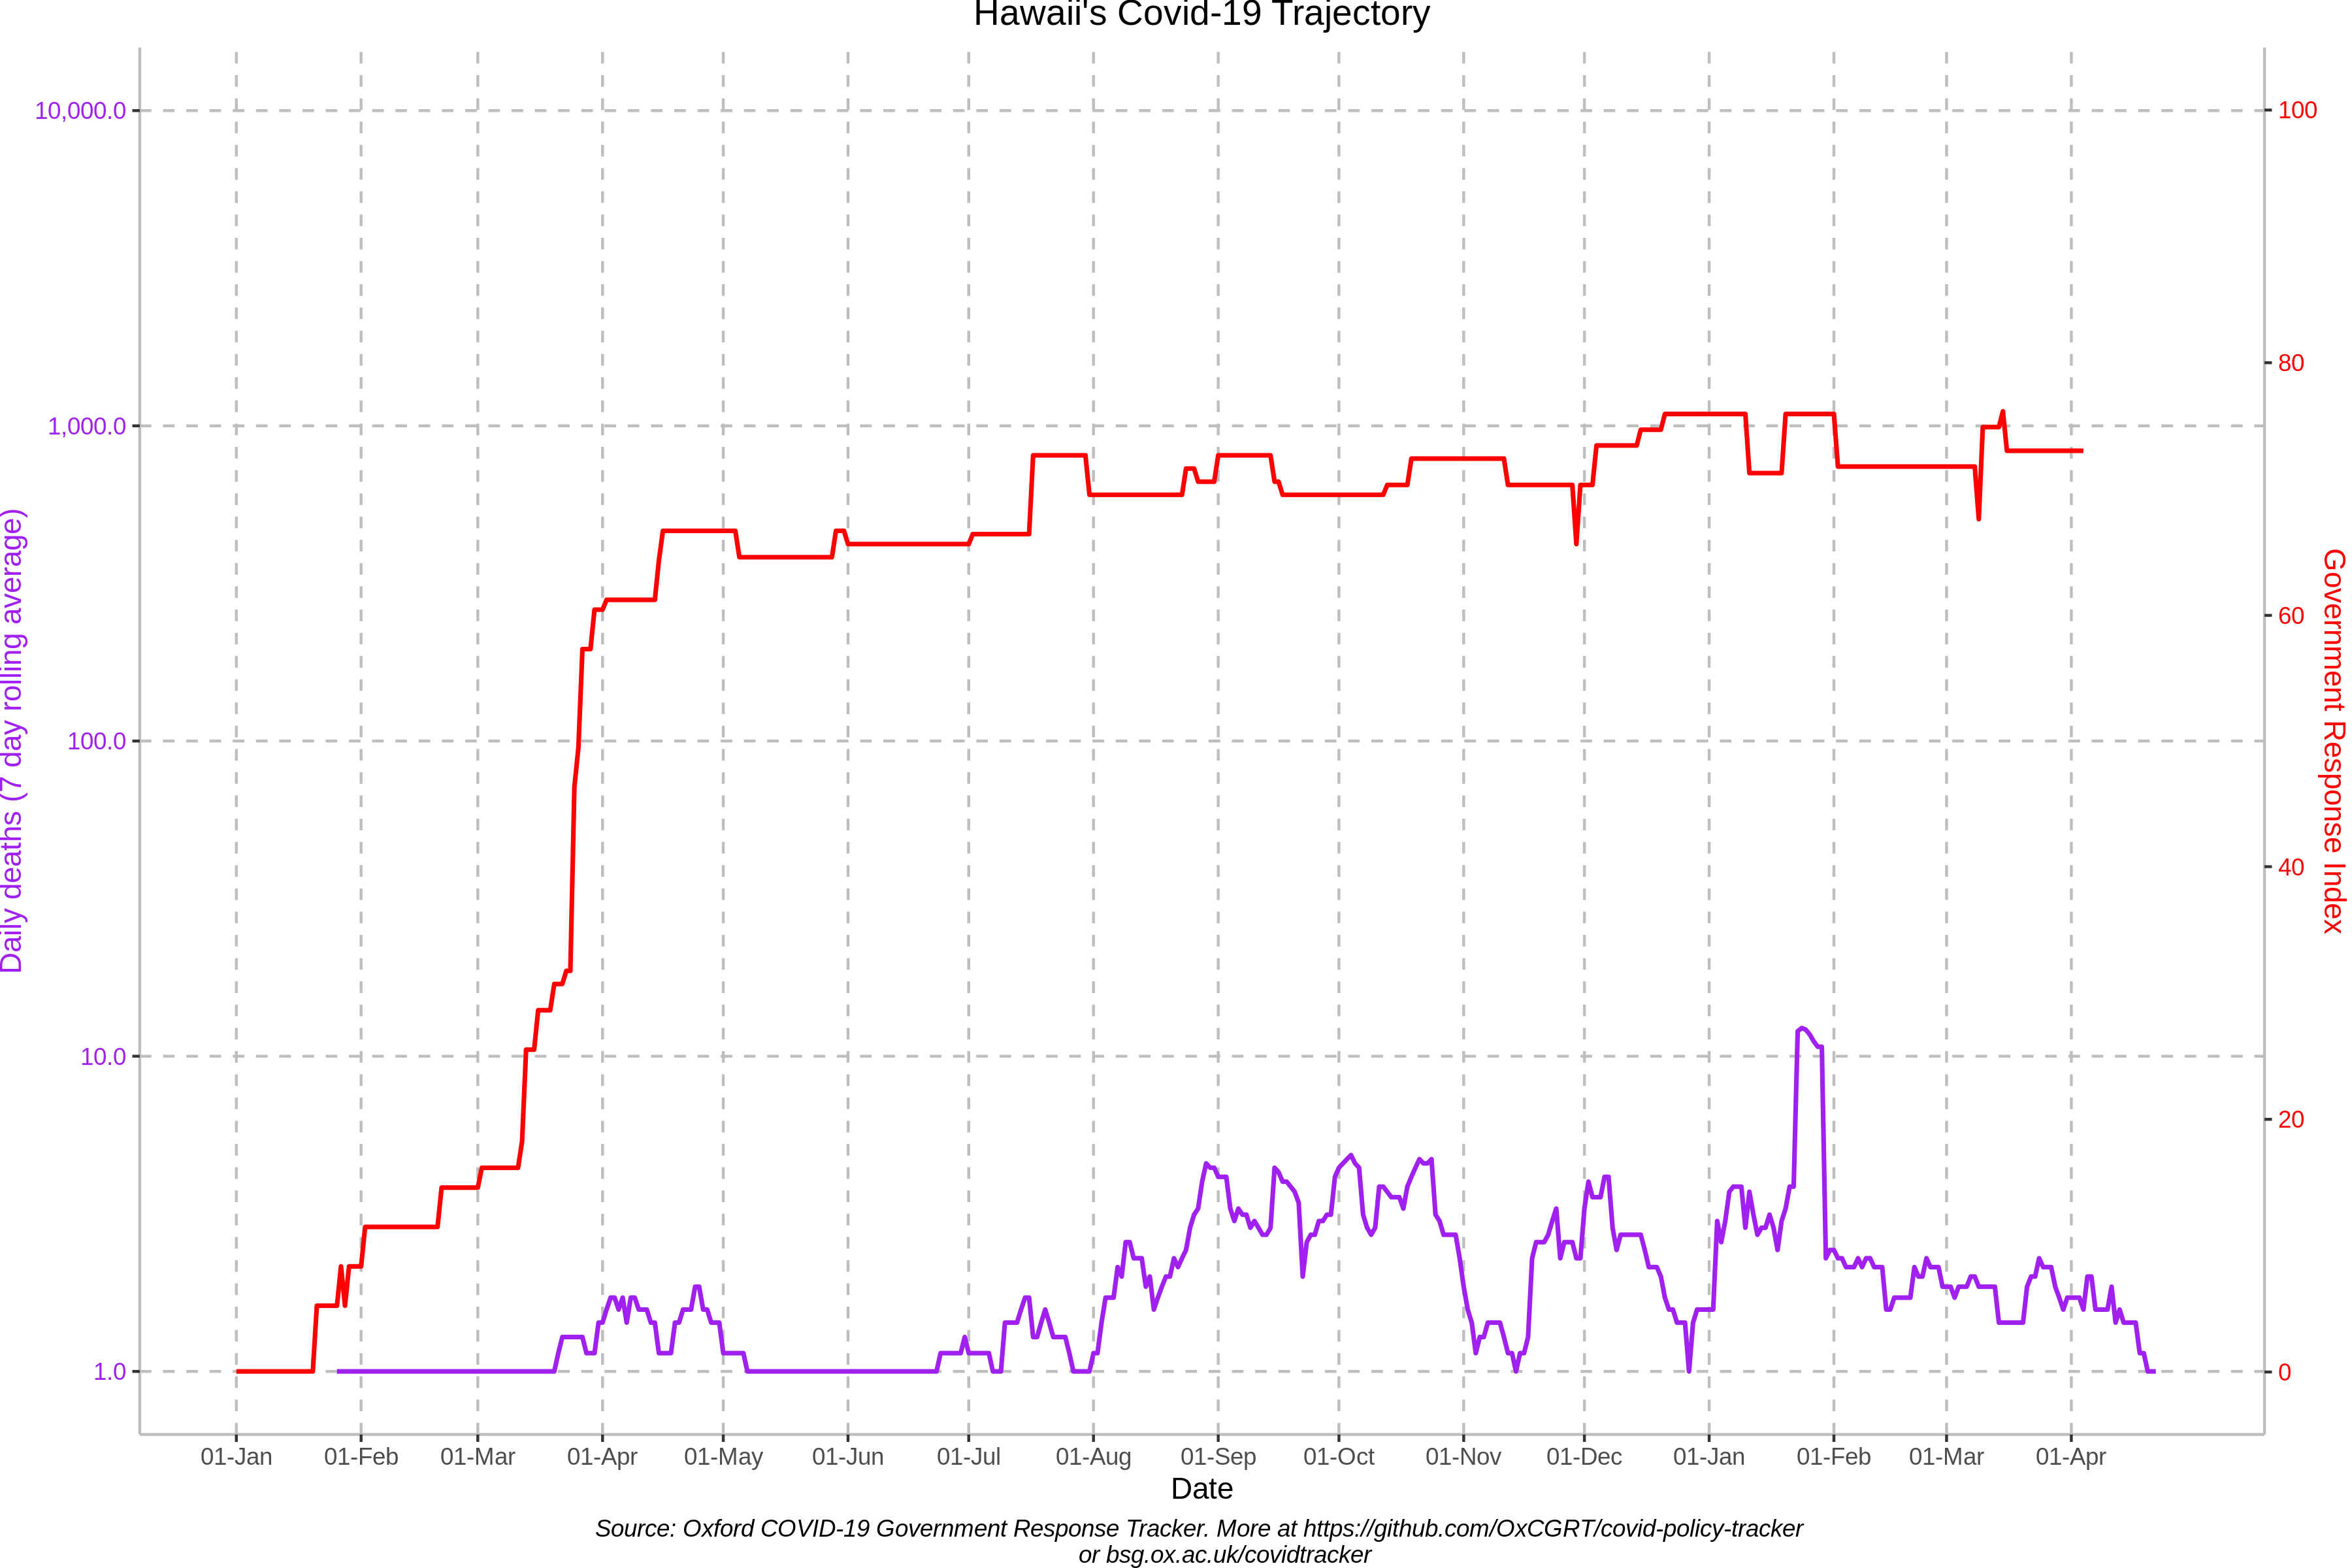 Hawaii's Covid-19 Trajectory
10,000.0
1,000.0
100.0
10.0
1.0
Daily deaths (7 day rolling average)
100
80
60
40
20
0
Government Response Index
01-Jan 01-Feb 01-Mar 01-Apr 01-May 01-Jun 01-Jul 01-Aug 01-Sep 01-Oct 01-Nov 01-Dec 01-Jan 01-Feb 01-Mar 01-Apr
Date
Source: Oxford COVID-19 Government Response Tracker. More at https://github.com/OxCGRT/covid-policy-tracker
or bsg.ox.ac.uk/covidtracker